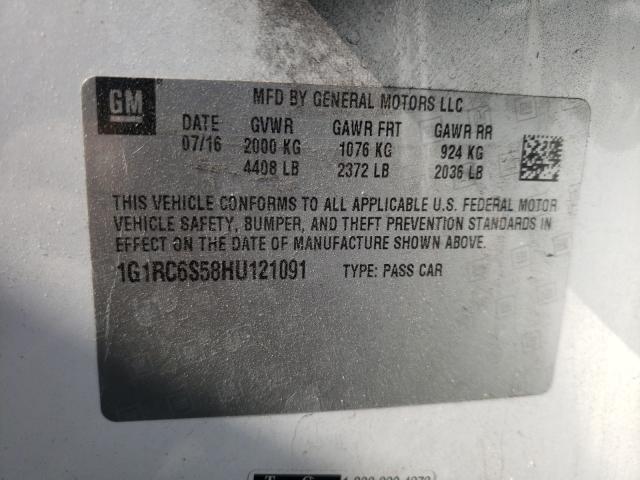 GM
MFD BY GENERAL MOTORS LLC
DATE GVWR GAWR FRT GAWR RR
07/16 2000 KG 1076 KG 924 KG
4408 LB 2372 LB 2036 LB
THIS VEHICLE CONFORMS TO ALL APPLICABLE U.S. FEDERAL MOTOR
VEHICLE SAFETY, BUMPER, AND THEFT PREVENTION STANDARDS IN
EFFECT ON THE DATE OF MANUFACTURE SHOWN ABOVE.
1G1RC6S58HU121091 TYPE: PASS CAR